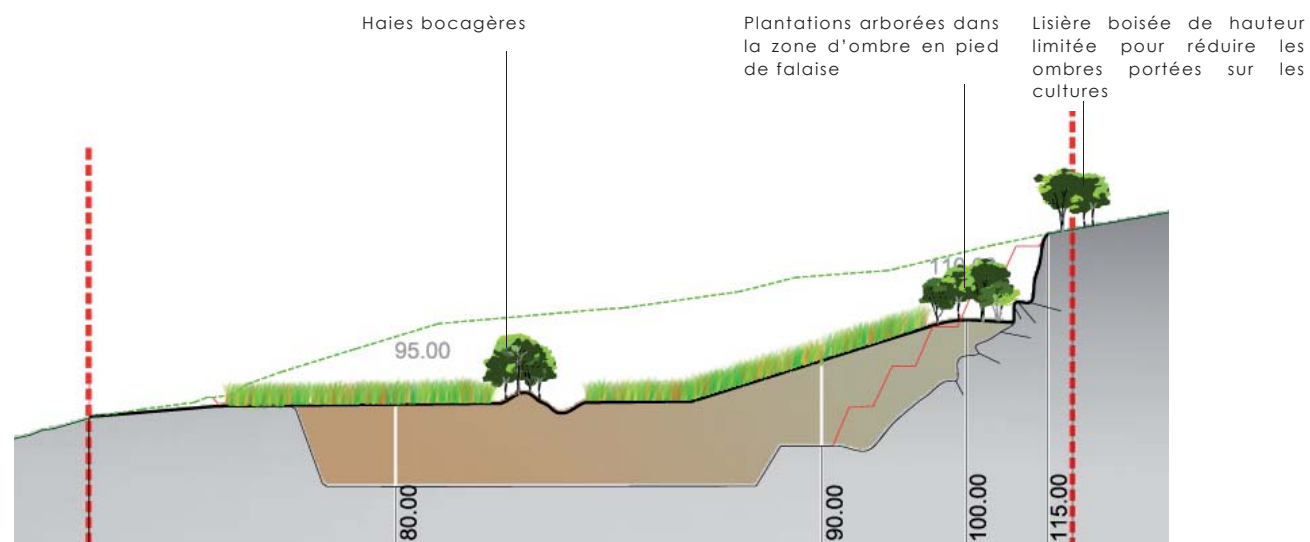 Haies bocagères
Plantations arborées dans
la zone d'ombre en pied
de falaise
Lisière boisée de hauteur
limitée pour réduire les
ombres portées sur les
cultures
95.00
80.00
90.00
100.00
115.00